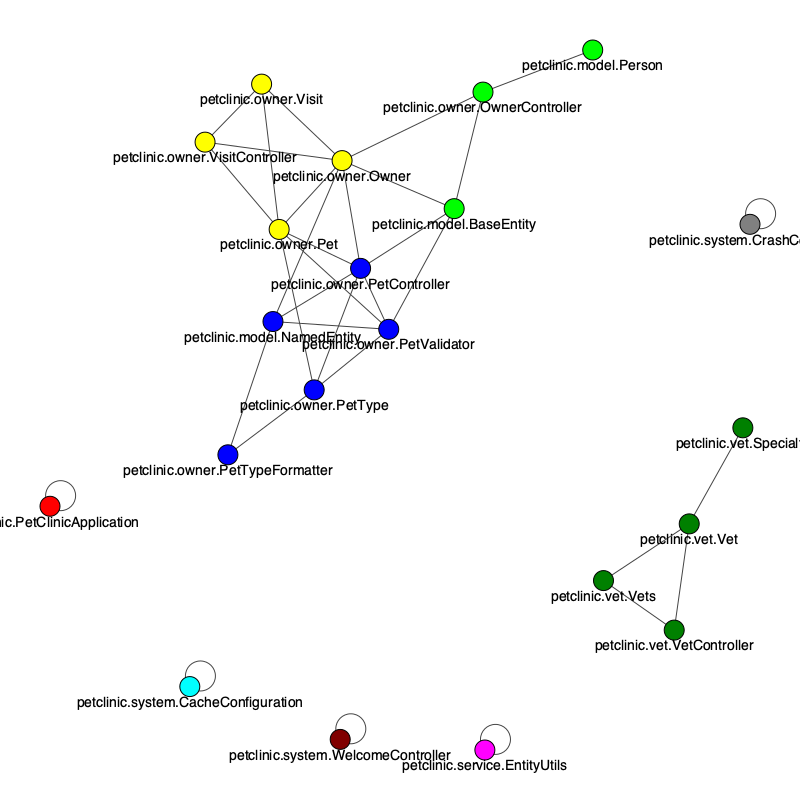 petclinic.model.Person
petclinic.owner.Visit
petclinic.owner.OwnerController
petclinic.owner.VisitController
petclinic.owner.Owner
petclinic.model.BaseEntity
petclinic.system.CrashCo
petclinic.owner.Pet
petclinic.owner.PetController
petclinic.model.NamedEntity
petclinic.owner.PetValidator
petclinic.owner.PetType
petclinic.vet.Special
petclinic.owner.PetTypeFormatter
ic.PetClinicApplication
petclinic.vet.Vet
petclinic.vet.Vets
petclinic.vet.VetController
petclinic.system.CacheConfiguration
petclinic.system.WelcomeController
petclinic.service.EntityUtils